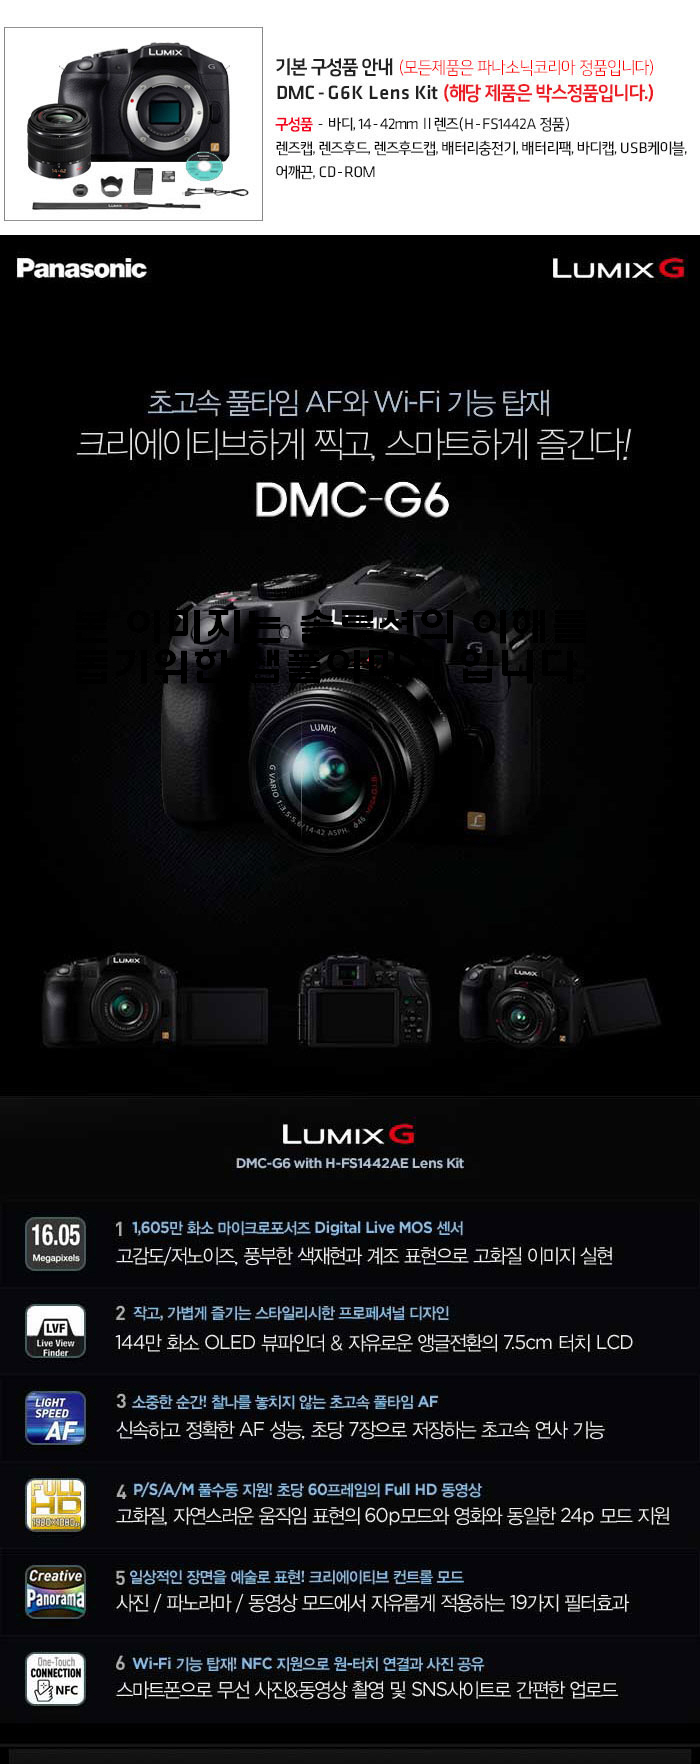 기본 구성품 안내 (모든제품은 파나소닉코리아 정품입니다)
DMC-G6K Lens Kit (해당 제품은 박스정품입니다.)
구성품 - 바디, 14-42mm II렌즈(H-FS1442A 정품)
렌즈캡, 렌즈후드, 렌즈후드캡, 배터리충전기, 배터리팩, 바디캡, USB케이블,
어깨끈, CD-ROM
LUMIX
G
14-42
LUMIX
Panasonic
LUMIX G
초고속 풀타임 AF와 Wi-Fi 기능 탑재
크리에이티브하게 찍고, 스마트하게 즐긴다!
DMC-G6
이미지는 솔루션의 이해를
LUMIX
G
LUMIX
G VARIO 1:3.5-5.6/14-42 ASPH. ø46 MEGA O.I.S.
LUMIX
LUMIX
LUMIX G
DMC-G6 with H-FS1442AE Lens Kit
16.05
Megapixels
1 1,605만 화소 마이크로포서즈 Digital Live MOS 센서
고감도/저노이즈, 풍부한 색재현과 계조 표현으로 고화질 이미지 실현
LVF
Live View
Finder
2 작고, 가볍게 즐기는 스타일리시한 프로페셔널 디자인
144만 화소 OLED 뷰파인더 & 자유로운 앵글전환의 7.5cm 터치 LCD
LIGHT
SPEED
AF
3 소중한 순간! 찰나를 놓치지 않는 초고속 풀타임 AF
신속하고 정확한 AF 성능, 초당 7장으로 저장하는 초고속 연사 기능
FULL
HD
1920x1080
4 P/S/A/M 풀수동 지원! 초당 60프레임의 Full HD 동영상
고화질, 자연스러운 움직임 표현의 60p모드와 영화와 동일한 24p 모드 지원
Creative
Panorama
5 일상적인 장면을 예술로 표현! 크리에이티브 컨트롤 모드
사진 / 파노라마 / 동영상 모드에서 자유롭게 적용하는 19가지 필터효과
One-Touch
CONNECTION
NFC
6 Wi-Fi 기능 탑재! NFC 지원으로 원-터치 연결과 사진 공유
스마트폰으로 무선 사진&동영상 촬영 및 SNS사이트로 간편한 업로드